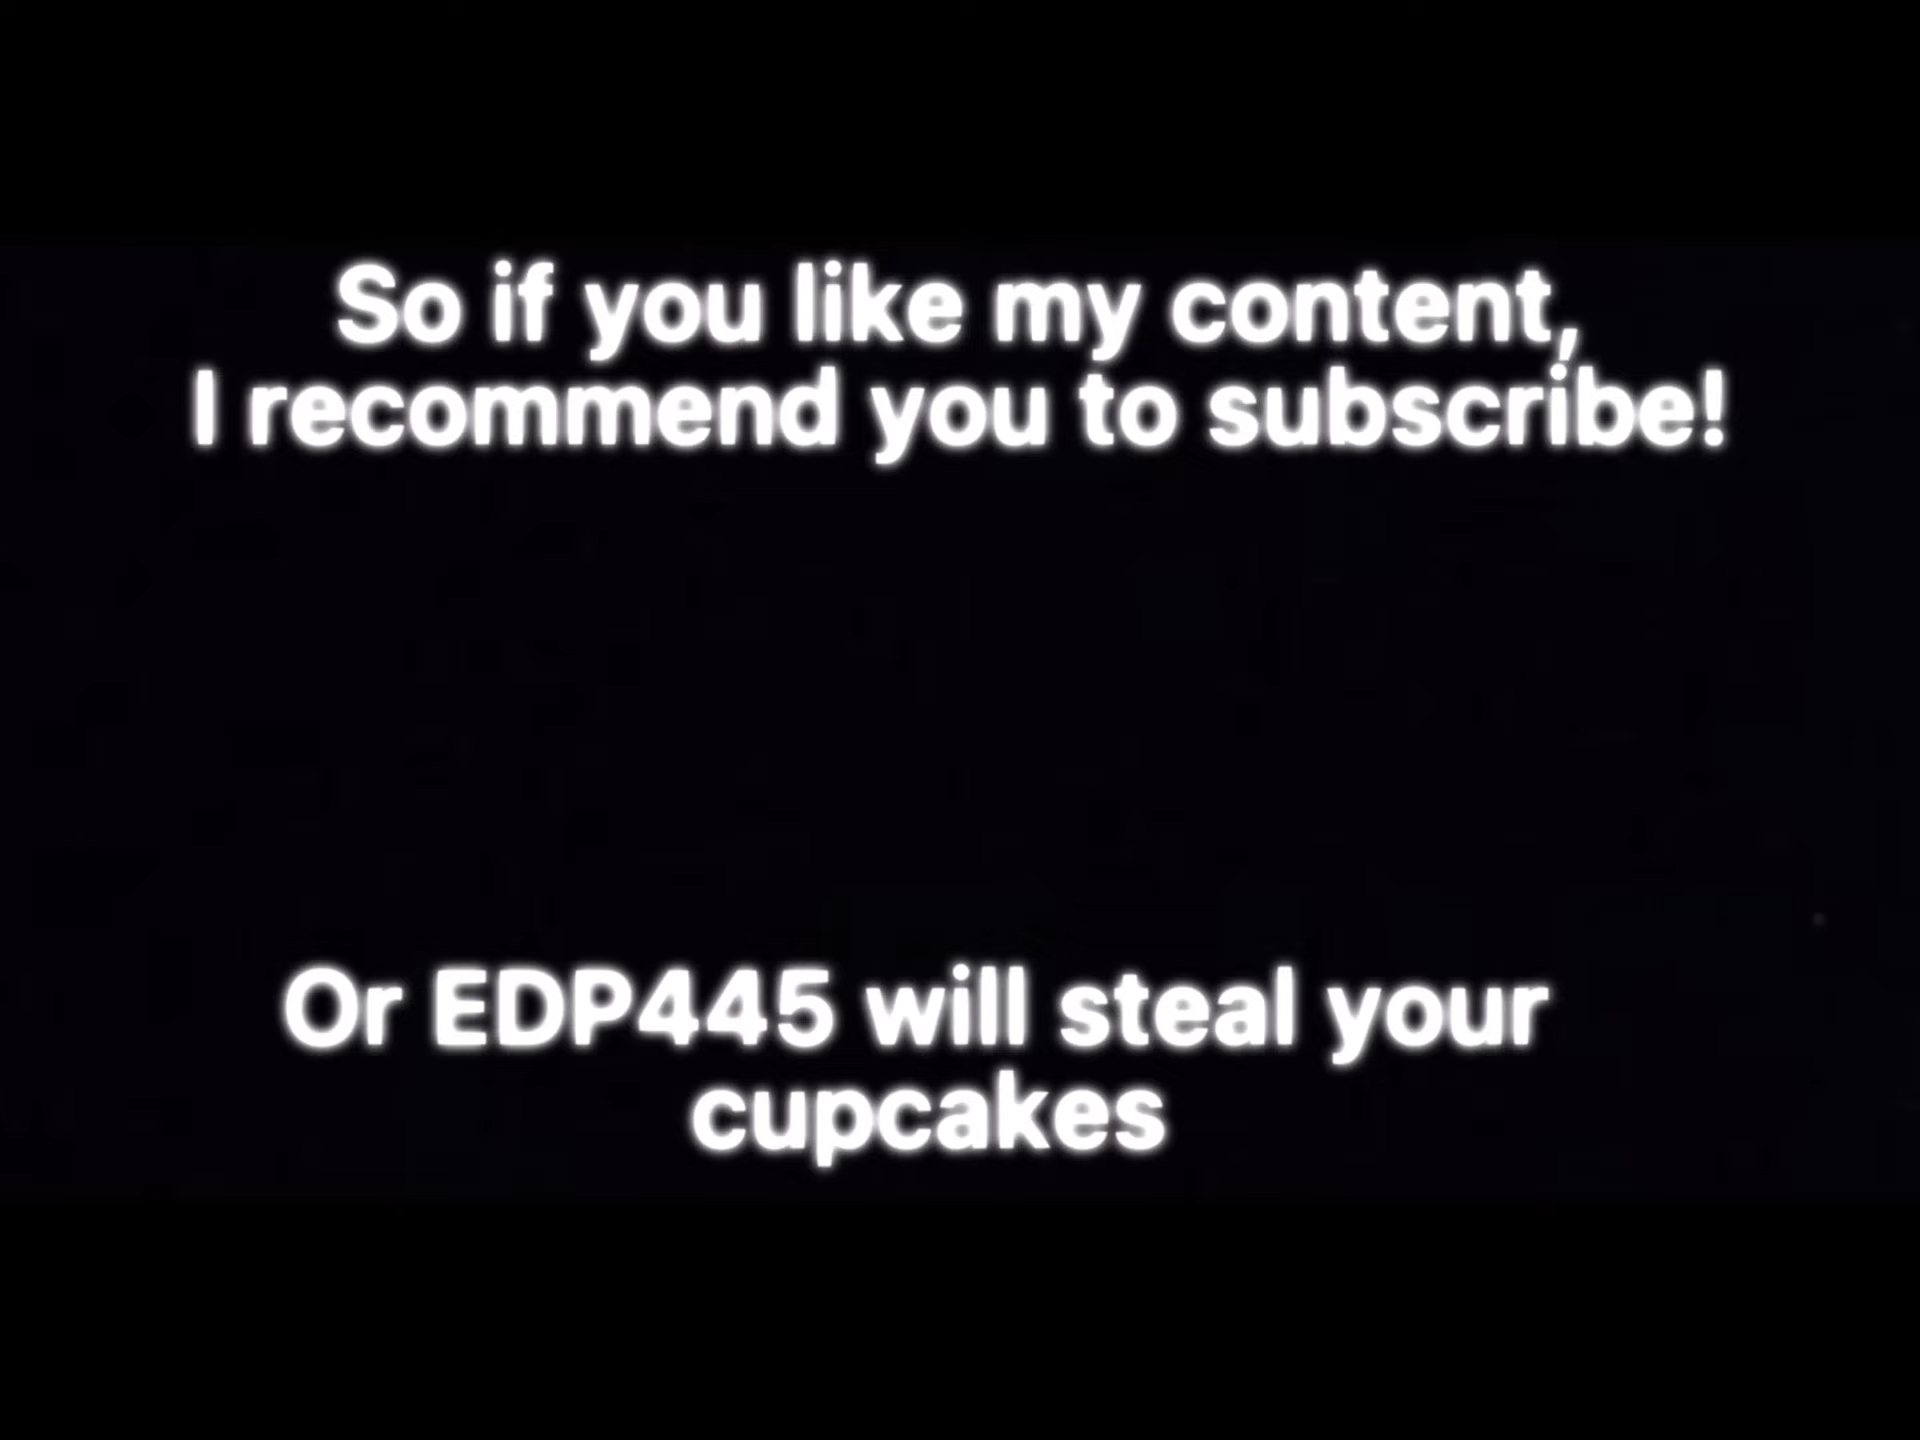 So if you like my content,
I recommend you to subscribe!
Or EDP445 will steal your
cupcakes